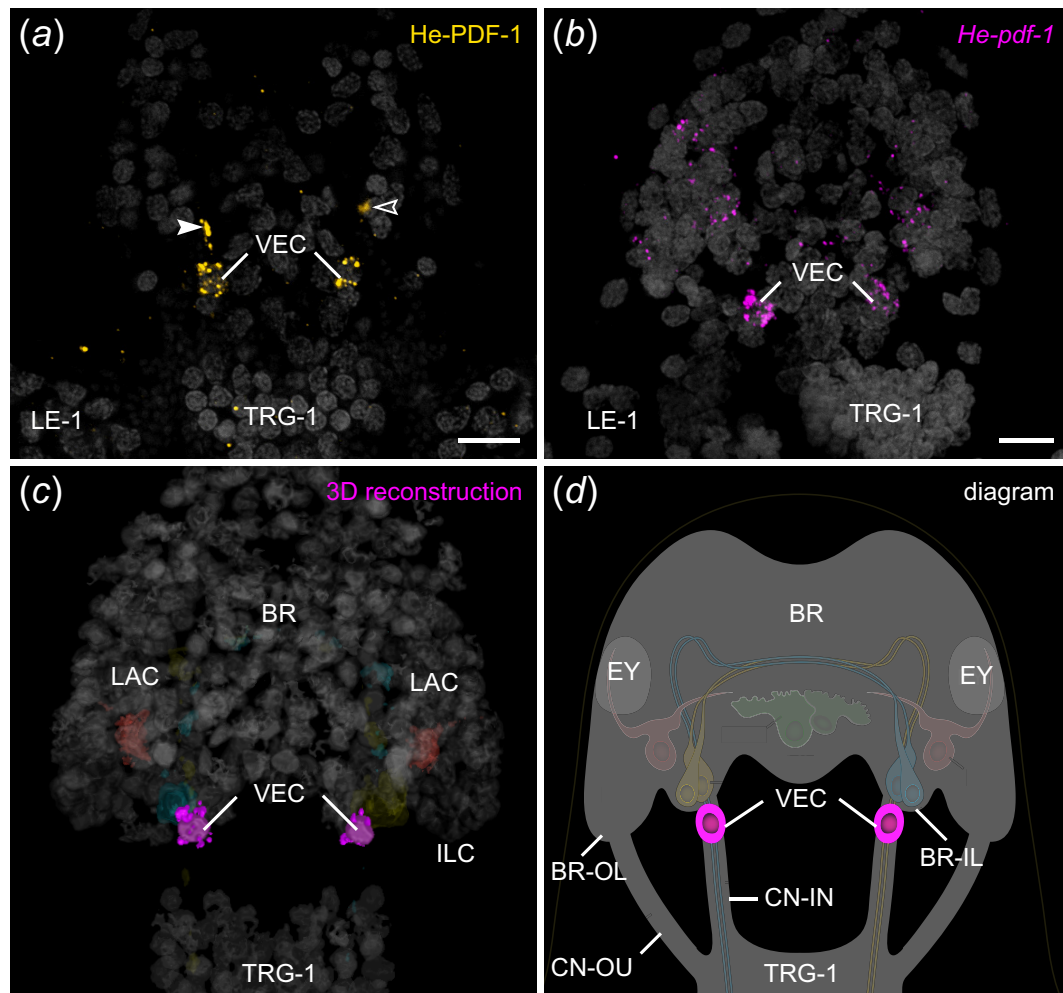 (a)
He-PDF-1
VEC
LE-1
TRG-1
(b)
He-pdf-1
VEC
LE-1
TRG-1
(c)
3D reconstruction
BR
LAC
LAC
VEC
ILC
TRG-1
(d)
diagram
BR
EY
EY
VEC
BR-OL
BR-IL
CN-IN
CN-OU
TRG-1